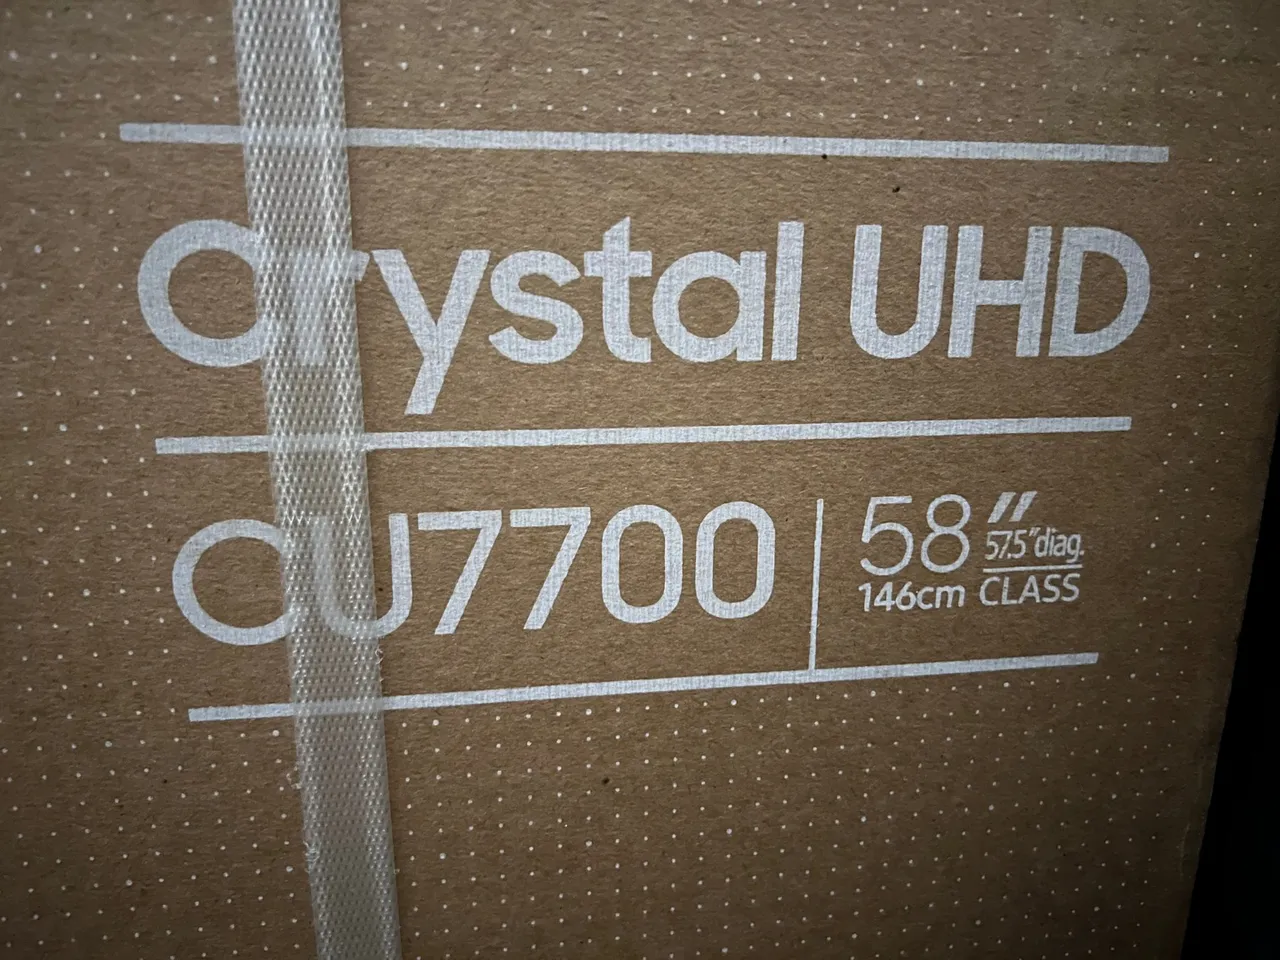 Crystal UHD
CU7700
58″
57.5″diag.
146cm CLASS